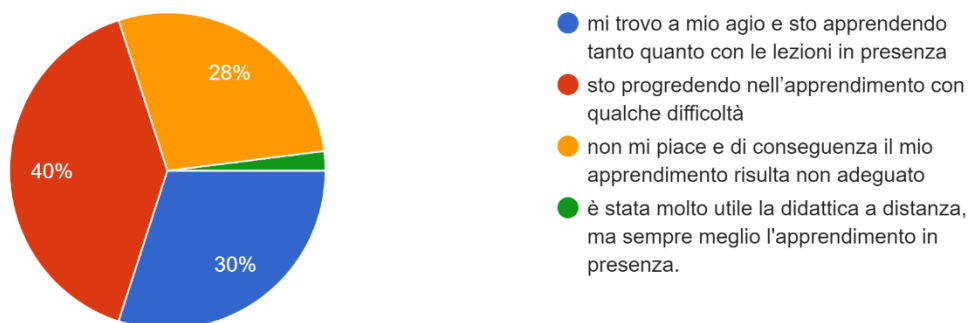 28%
40%
30%
mi trovo a mio agio e sto apprendendo
tanto quanto con le lezioni in presenza
sto progredendo nell'apprendimento con
qualche difficoltà
non mi piace e di conseguenza il mio
apprendimento risulta non adeguato
è stata molto utile la didattica a distanza,
ma sempre meglio l'apprendimento in
presenza.